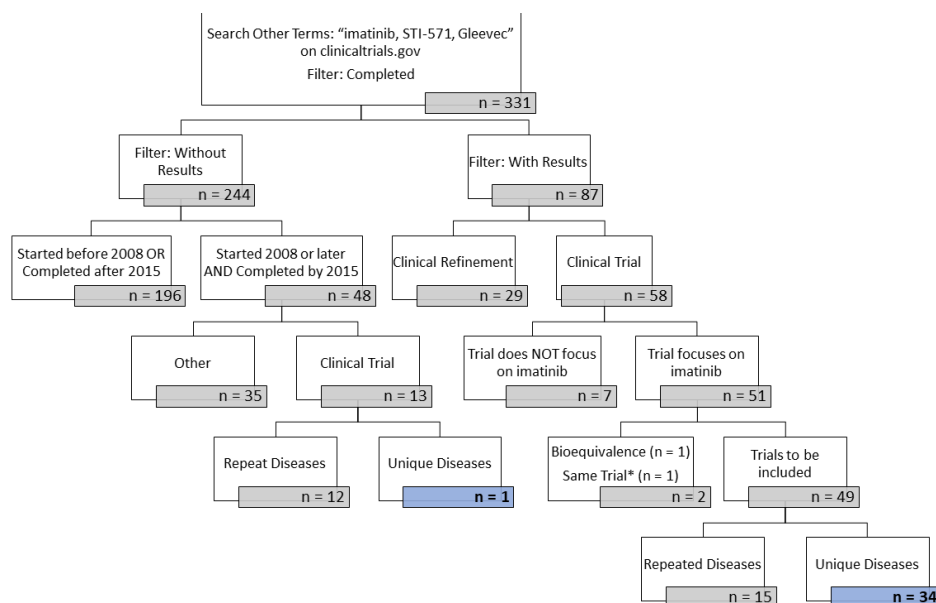 Search Other Terms: “imatinib, STI-571, Gleevec”
on clinicaltrials.gov
Filter: Completed
n = 331
Filter: Without
Results
n = 244
Filter: With Results
n = 87
Started before 2008 OR
Completed after 2015
n = 196
Started 2008 or later
AND Completed by 2015
n = 48
Clinical Refinement
n = 29
Clinical Trial
n = 58
Other
n = 35
Clinical Trial
n = 13
Trial does NOT focus
on imatinib
n = 7
Trial focuses on
imatinib
n = 51
Repeat Diseases
n = 12
Unique Diseases
n = 1
Bioequivalence (n = 1)
Same Trial* (n = 1)
n = 2
Trials to be
included
n = 49
Repeated Diseases
n = 15
Unique Diseases
n = 34